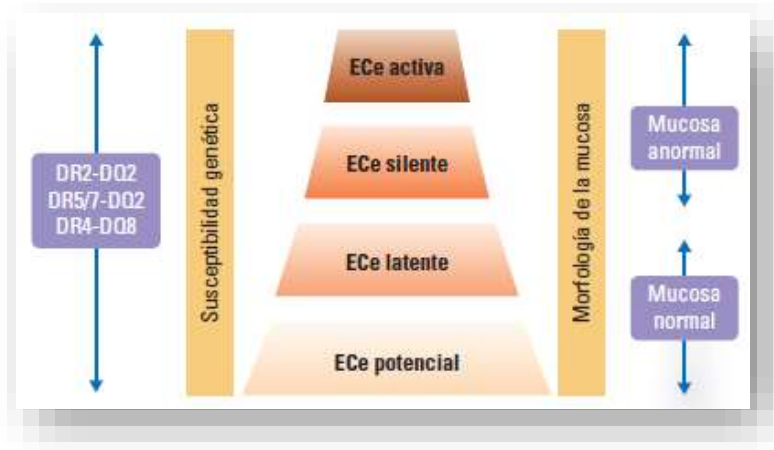 DR2-DQ2
DR5/7-DQ2
DR4-DQ8
Susceptibilidad genética
ECe activa
ECe silente
ECe latente
ECe potencial
Morfología de la mucosa
Mucosa
anormal
Mucosa
normal